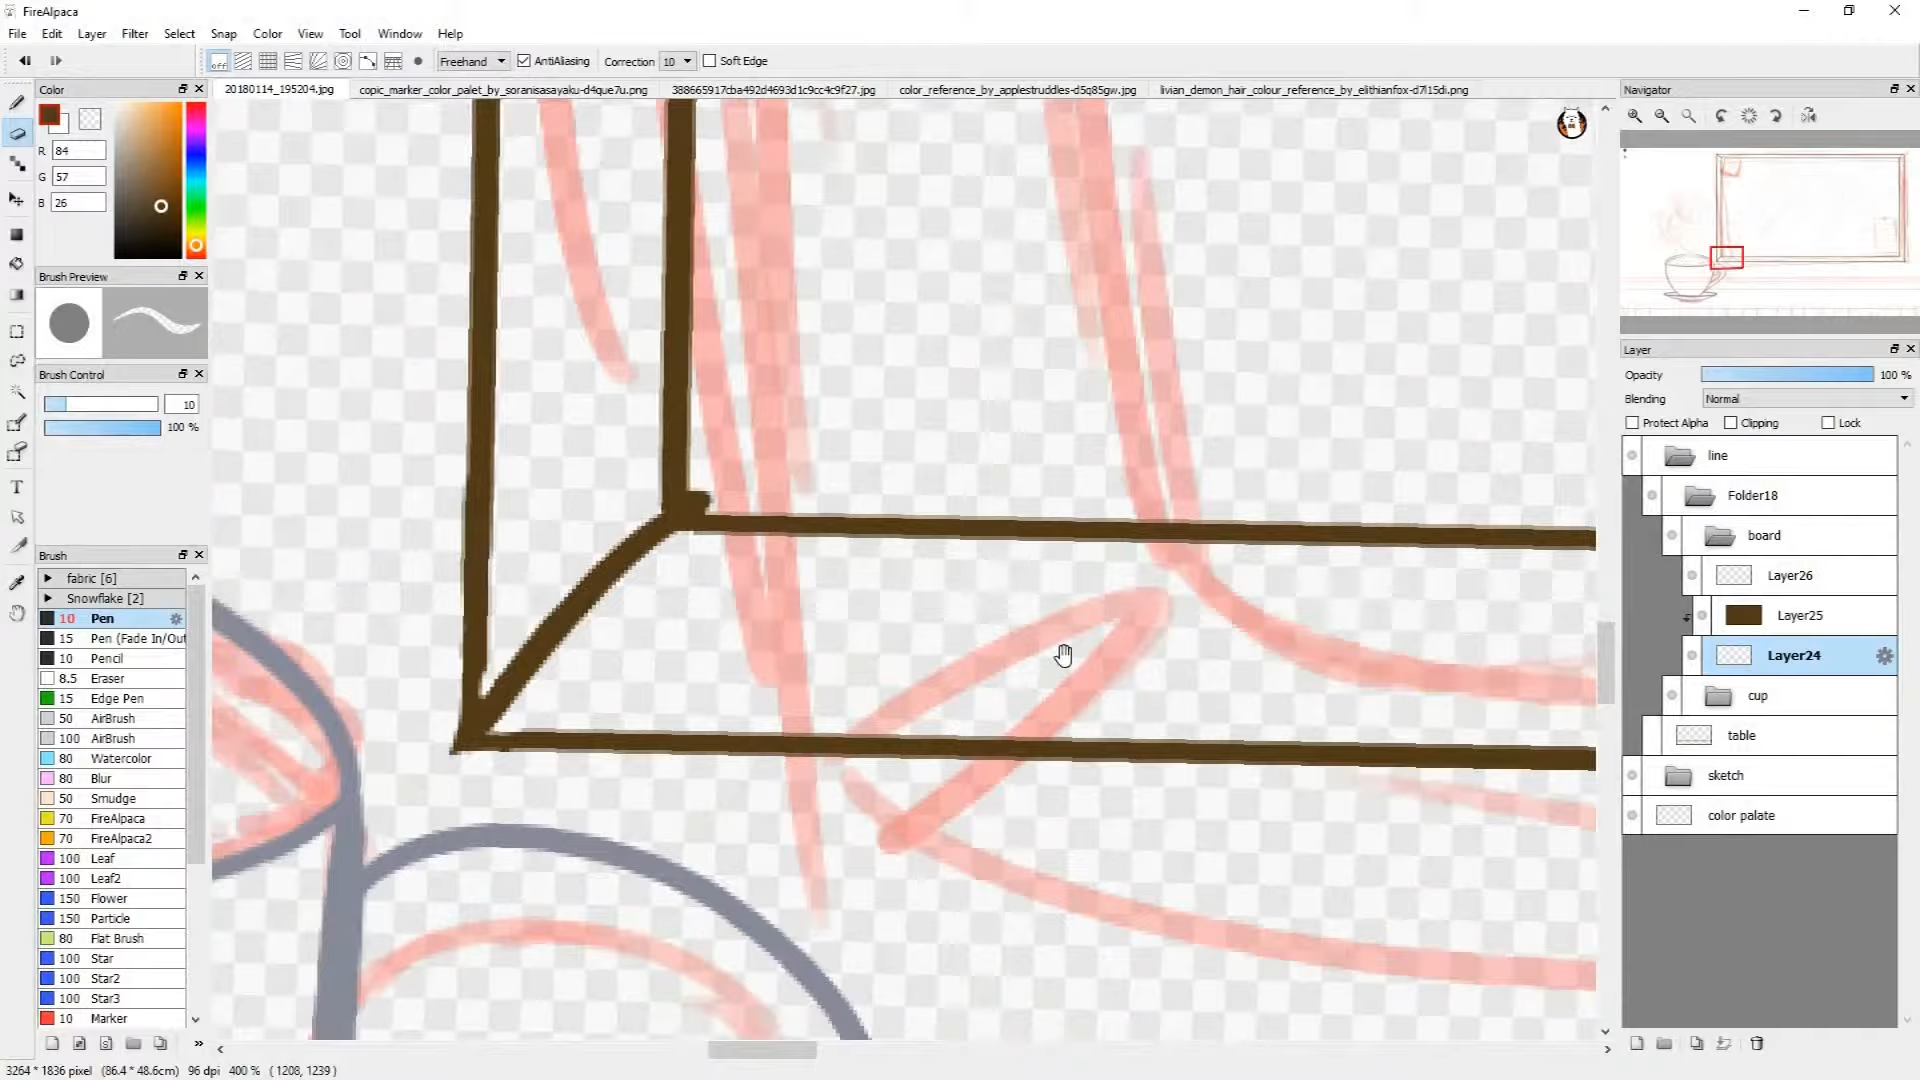 FireAlpaca
File Edit Layer Filter Select Snap Color View Tool Window Help
off Freehand AntiAliasing Correction 10 Soft Edge
Color
20180114_195204.jpg copic_marker_color_palet_by_soranisasayaku-d4que7u.png 388665917cba492d4693d1c9cc4c9f27.jpg color_reference_by_applestruddles-d5q85gw.jpg livian_demon_hair_colour_reference_by_elithianfox-d7l15di.png
Navigator
R 84
G 57
B 26
Brush Preview
Brush Control
10
100 %
Brush
fabric [6]
Snowflake [2]
10 Pen
15 Pen (Fade In/Out
10 Pencil
8.5 Eraser
15 Edge Pen
50 AirBrush
100 AirBrush
80 Watercolor
80 Blur
50 Smudge
70 FireAlpaca
70 FireAlpaca2
100 Leaf
100 Leaf2
150 Flower
150 Particle
80 Flat Brush
100 Star
100 Star2
100 Star3
10 Marker
Layer
Opacity 100 %
Blending Normal
Protect Alpha Clipping Lock
line
Folder18
board
Layer26
Layer25
Layer24
cup
table
sketch
color palate
3264 * 1836 pixel (86.4 * 48.6cm) 96 dpi 400 % ( 1208, 1239 )